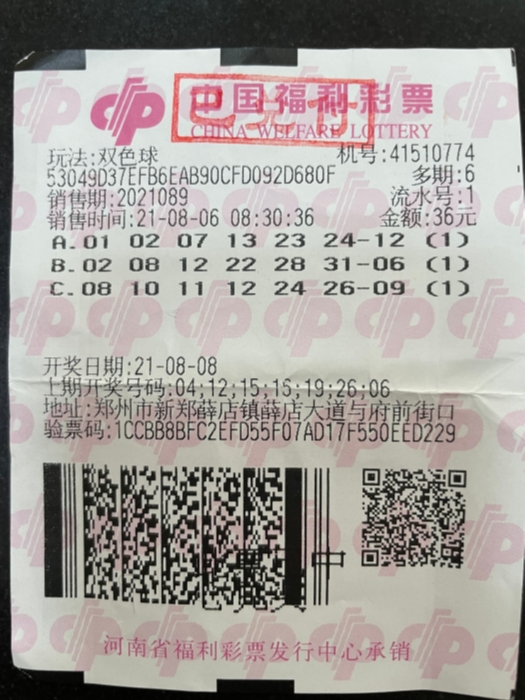 中国福利彩票
CHINA WELFARE LOTTERY
玩法:双色球 机号:41510774
53049D37EFB6EAB90CFD092D680F 多期:6
销售期:2021089 流水号:1
销售时间:21-08-06 08:30:36 金额:36元
A.01 02 07 13 23 24-12 (1)
B.02 08 12 22 28 31-06 (1)
C.08 10 11 12 24 26-09 (1)
开奖日期:21-08-08
上期开奖号码:04;12;15;16;19;26;06
地址:郑州市新郑薛店镇薛店大道与府前街口
验票码:1CCBB8BFC2EFD55F07AD17F550EED229
河南省福利彩票发行中心承销